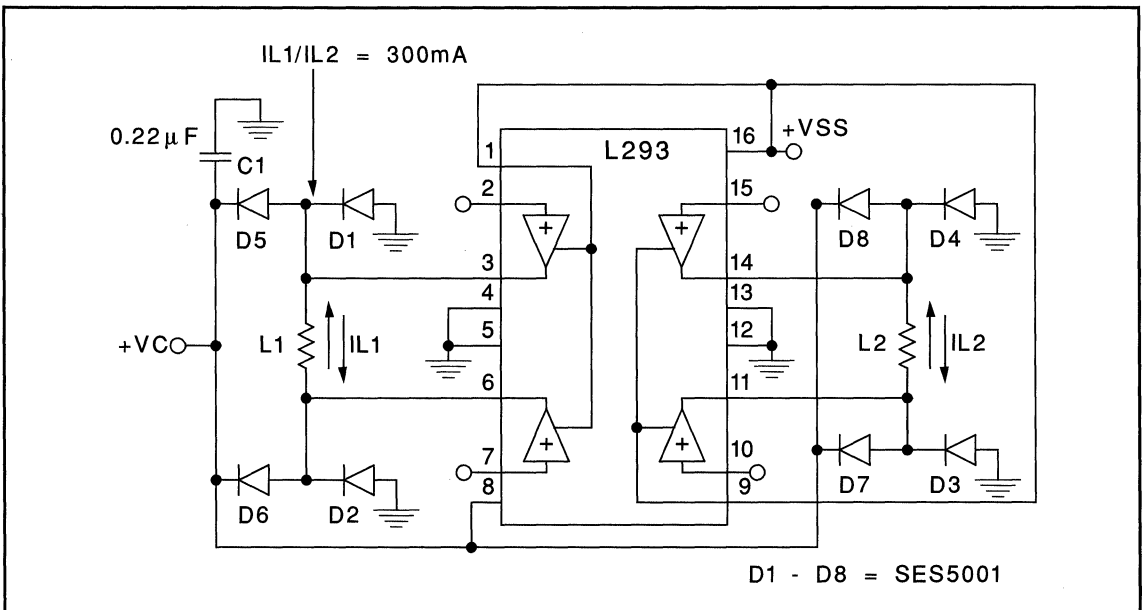 IL1/IL2 = 300mA
0.22μF
C1
L293
+VSS
1
2
3
4
5
6
7
8
16
15
14
13
12
11
10
9
D5
D1
D8
D4
+VC
L1
IL1
L2
IL2
D6
D2
D7
D3
+
+
+
+
D1 - D8 = SES5001